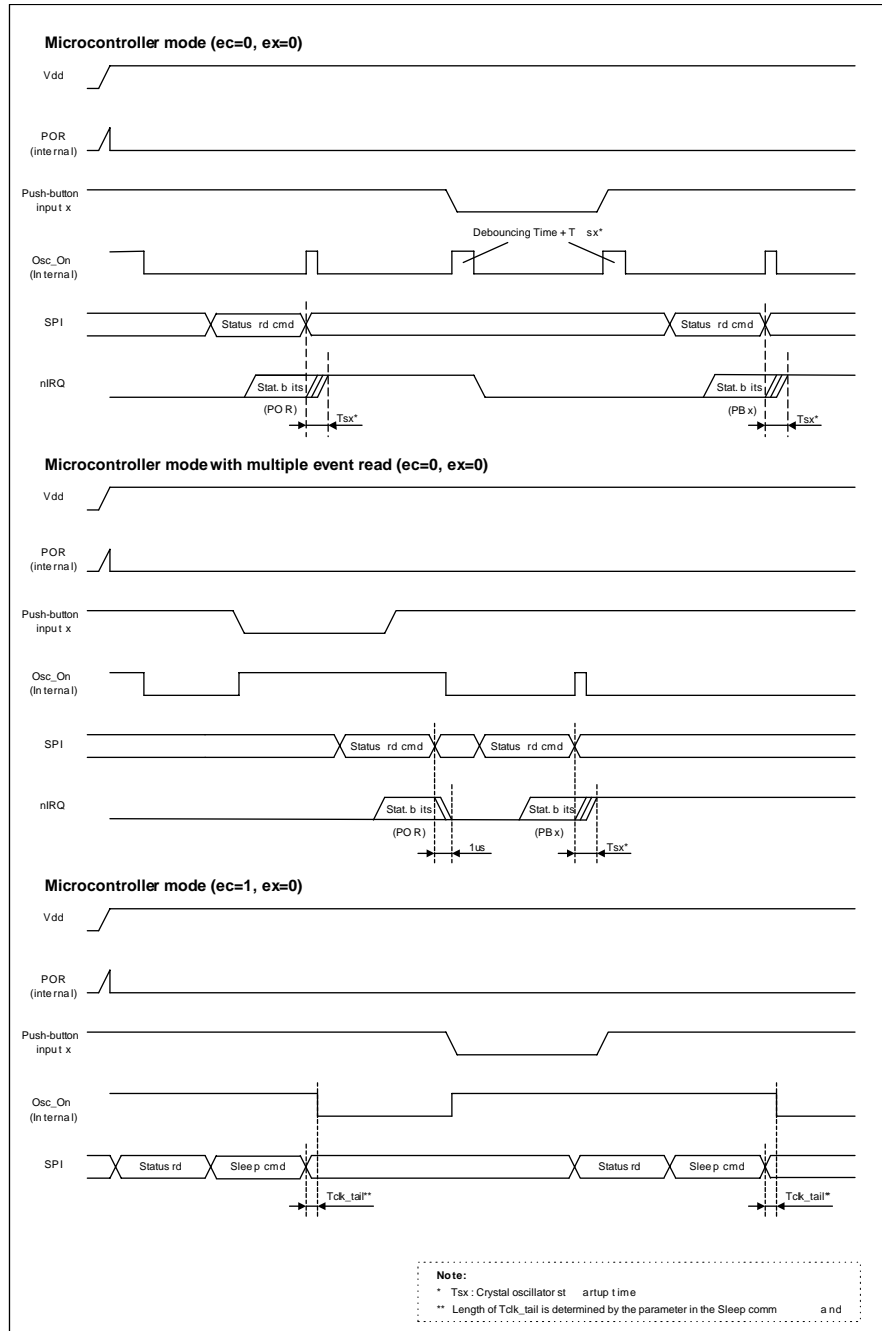 Microcontroller mode (ec=0, ex=0)
Vdd
POR
(internal)
Push-button
input x
Debouncing Time + T sx*
Osc_On
(Internal)
SPI
Status rd cmd
Status rd cmd
nIRQ
Stat. bits
Stat. bits
(POR)
(PBx)
Tsx*
Tsx*
Microcontroller mode with multiple event read (ec=0, ex=0)
Vdd
POR
(internal)
Push-button
input x
Osc_On
(Internal)
SPI
Status rd cmd
Status rd cmd
nIRQ
Stat. bits
Stat. bits
(POR)
(PBx)
1us
Tsx*
Microcontroller mode (ec=1, ex=0)
Vdd
POR
(internal)
Push-button
input x
Osc_On
(Internal)
SPI
Status rd
Sleep cmd
Status rd
Sleep cmd
Tclk_tail**
Tclk_tail*
Note:
* Tsx : Crystal oscillator st artup time
** Length of Tclk_tail is determined by the parameter in the Sleep comm and